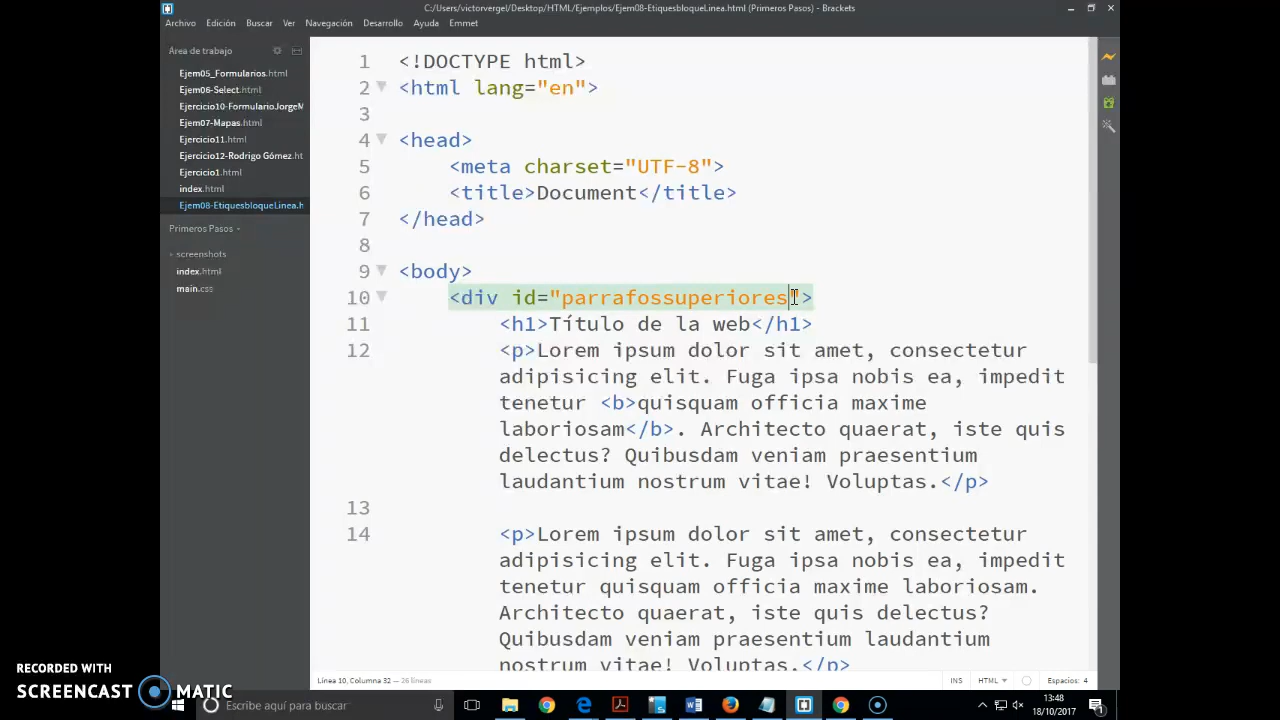 C:/Users/victorvergel/Desktop/HTML/Ejemplos/Ejem08-EtiquesbloqueLinea.html (Primeros Pasos) - Brackets
Archivo Edición Buscar Ver Navegación Desarrollo Ayuda Emmet
Área de trabajo
Ejem05_Formularios.html
Ejem06-Select.html
Ejercicio10-FormularioJorgeM
Ejem07-Mapas.html
Ejercicio11.html
Ejercicio12-Rodrigo Gómez.ht
Ejercicio1.html
index.html
Ejem08-EtiquesbloqueLinea.h
Primeros Pasos
screenshots
index.html
main.css
1 <!DOCTYPE html>
2 <html lang="en">
3
4 <head>
5 <meta charset="UTF-8">
6 <title>Document</title>
7 </head>
8
9 <body>
10 <div id="parrafossuperiores">
11 <h1>Título de la web</h1>
12 <p>Lorem ipsum dolor sit amet, consectetur
adipisicing elit. Fuga ipsa nobis ea, impedit
tenetur <b>quisquam officia maxime
laboriosam</b>. Architecto quaerat, iste quis
delectus? Quibusdam veniam praesentium
laudantium nostrum vitae! Voluptas.</p>
13
14 <p>Lorem ipsum dolor sit amet, consectetur
adipisicing elit. Fuga ipsa nobis ea, impedit
tenetur quisquam officia maxime laboriosam.
Architecto quaerat, iste quis delectus?
Quibusdam veniam praesentium laudantium
nostrum vitae! Voluptas.</p>
Línea 10, Columna 32 — 26 líneas
INS HTML Espacios: 4
RECORDED WITH
SCREENCAST MATIC
Escribe aquí para buscar
13:48
18/10/2017
1